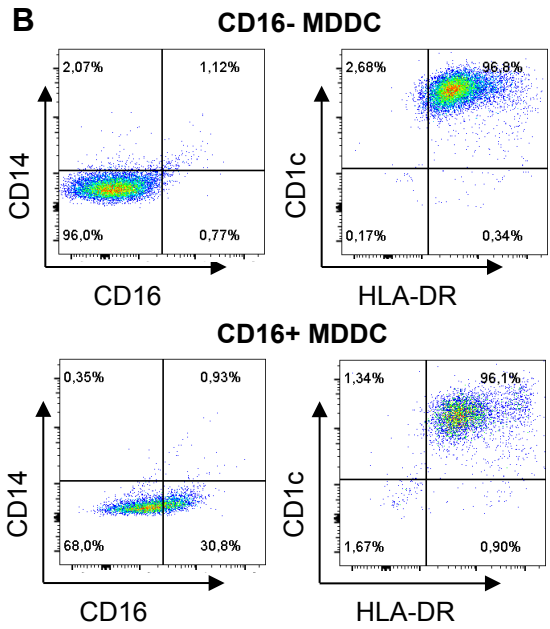 B
CD16- MDDC
2,07% 1,12% 2,68% 96,8%
CD14 CD1c
96,0% 0,77% 0,17% 0,34%
CD16 HLA-DR
CD16+ MDDC
0,35% 0,93% 1,34% 96,1%
CD14 CD1c
68,0% 30,8% 1,67% 0,90%
CD16 HLA-DR